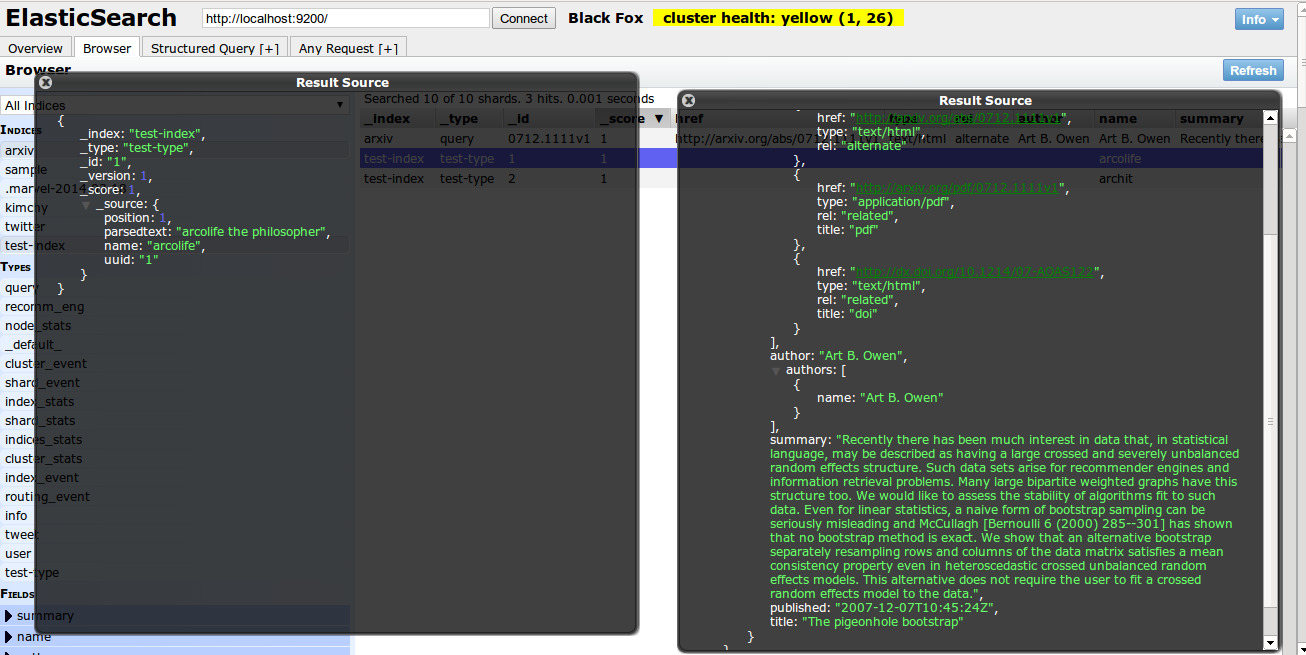 ElasticSearch http://localhost:9200/ Connect Black Fox cluster health: yellow (1, 26) Info
Overview Browser Structured Query [+] Any Request [+]
Browser Refresh
All Indices
Indices
arxiv
sample
.marvel-2014
kimchy
twitter
test-index
Types
query
recomm_eng
node_stats
_default_
cluster_event
shard_event
index_stats
shard_stats
indices_stats
cluster_stats
index_event
routing_event
info
tweet
user
test-type
Fields
summary
name
Searched 10 of 10 shards. 3 hits. 0.001 seconds
_index _type _id _score ▼ href author name summary
arxiv query 0712.1111v1 1 http://arxiv.org/abs/0712.1111v1 text/html alternate Art B. Owen Art B. Owen Recently there
test-index test-type 1 1 arcolife
test-index test-type 2 1 archit
Result Source
{
_index: "test-index",
_type: "test-type",
_id: "1",
_version: 1,
_score: 1,
_source: {
position: 1,
parsedtext: "arcolife the philosopher",
name: "arcolife",
uuid: "1"
}
}
Result Source
href: "http://arxiv.org/abs/0712.1111v1",
type: "text/html",
rel: "alternate"
},
{
href: "http://arxiv.org/pdf/0712.1111v1",
type: "application/pdf",
rel: "related",
title: "pdf"
},
{
href: "http://dx.doi.org/10.1214/07-AOAS122",
type: "text/html",
rel: "related",
title: "doi"
}
],
author: "Art B. Owen",
authors: [
{
name: "Art B. Owen"
}
],
summary: "Recently there has been much interest in data that, in statistical
language, may be described as having a large crossed and severely unbalanced
random effects structure. Such data sets arise for recommender engines and
information retrieval problems. Many large bipartite weighted graphs have this
structure too. We would like to assess the stability of algorithms fit to such
data. Even for linear statistics, a naive form of bootstrap sampling can be
seriously misleading and McCullagh [Bernoulli 6 (2000) 285--301] has shown
that no bootstrap method is exact. We show that an alternative bootstrap
separately resampling rows and columns of the data matrix satisfies a mean
consistency property even in heteroscedastic crossed unbalanced random
effects models. This alternative does not require the user to fit a crossed
random effects model to the data.",
published: "2007-12-07T10:45:24Z",
title: "The pigeonhole bootstrap"
}